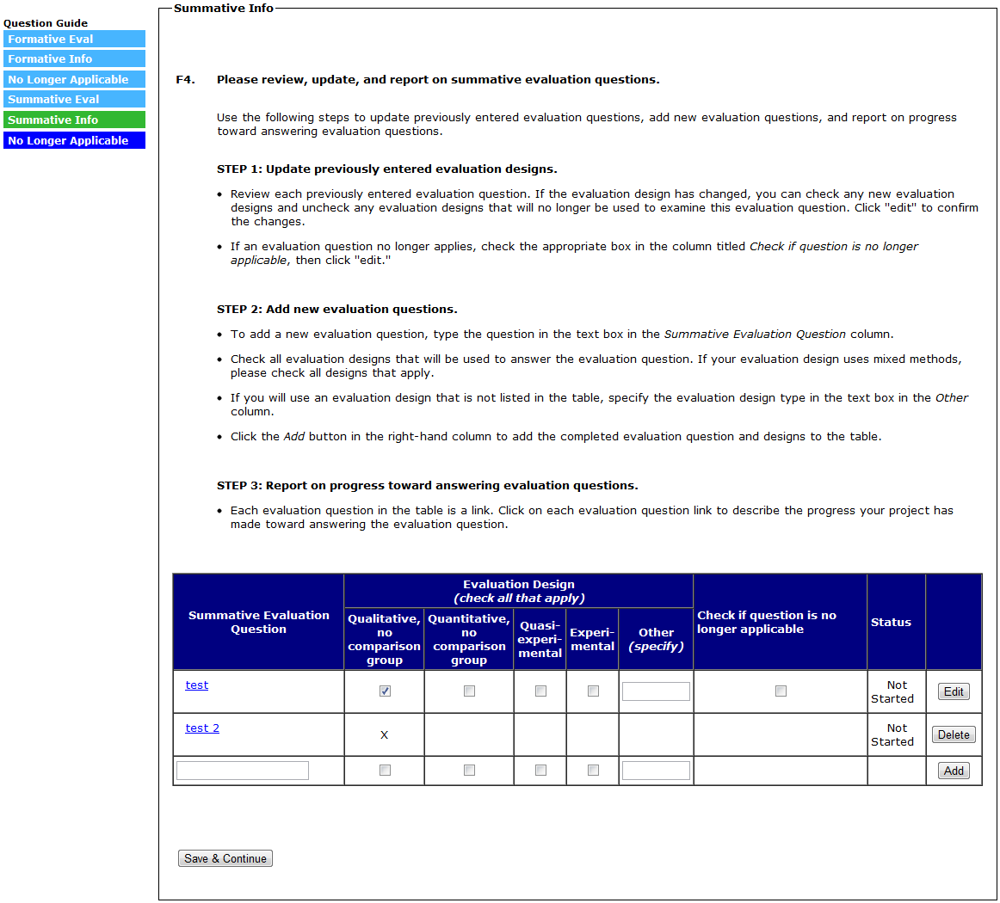 Question Guide
Formative Eval
Formative Info
No Longer Applicable
Summative Eval
Summative Info
No Longer Applicable
Summative Info
F4. Please review, update, and report on summative evaluation questions.
Use the following steps to update previously entered evaluation questions, add new evaluation questions, and report on progress
toward answering evaluation questions.
STEP 1: Update previously entered evaluation designs.
• Review each previously entered evaluation question. If the evaluation design has changed, you can check any new evaluation
designs and uncheck any evaluation designs that will no longer be used to examine this evaluation question. Click "edit" to confirm
the changes.
• If an evaluation question no longer applies, check the appropriate box in the column titled Check if question is no longer
applicable, then click "edit."
STEP 2: Add new evaluation questions.
• To add a new evaluation question, type the question in the text box in the Summative Evaluation Question column.
• Check all evaluation designs that will be used to answer the evaluation question. If your evaluation design uses mixed methods,
please check all designs that apply.
• If you will use an evaluation design that is not listed in the table, specify the evaluation design type in the text box in the Other
column.
• Click the Add button in the right-hand column to add the completed evaluation question and designs to the table.
STEP 3: Report on progress toward answering evaluation questions.
• Each evaluation question in the table is a link. Click on each evaluation question link to describe the progress your project has
made toward answering the evaluation question.
Summative Evaluation
Question
Evaluation Design
(check all that apply)
Qualitative,
no
comparison
group
Quantitative,
no
comparison
group
Quasi-
experi-
mental
Experi-
mental
Other
(specify)
Check if question is no
longer applicable
Status
test
Not
Started
Edit
test 2
X
Not
Started
Delete
Add
Save & Continue